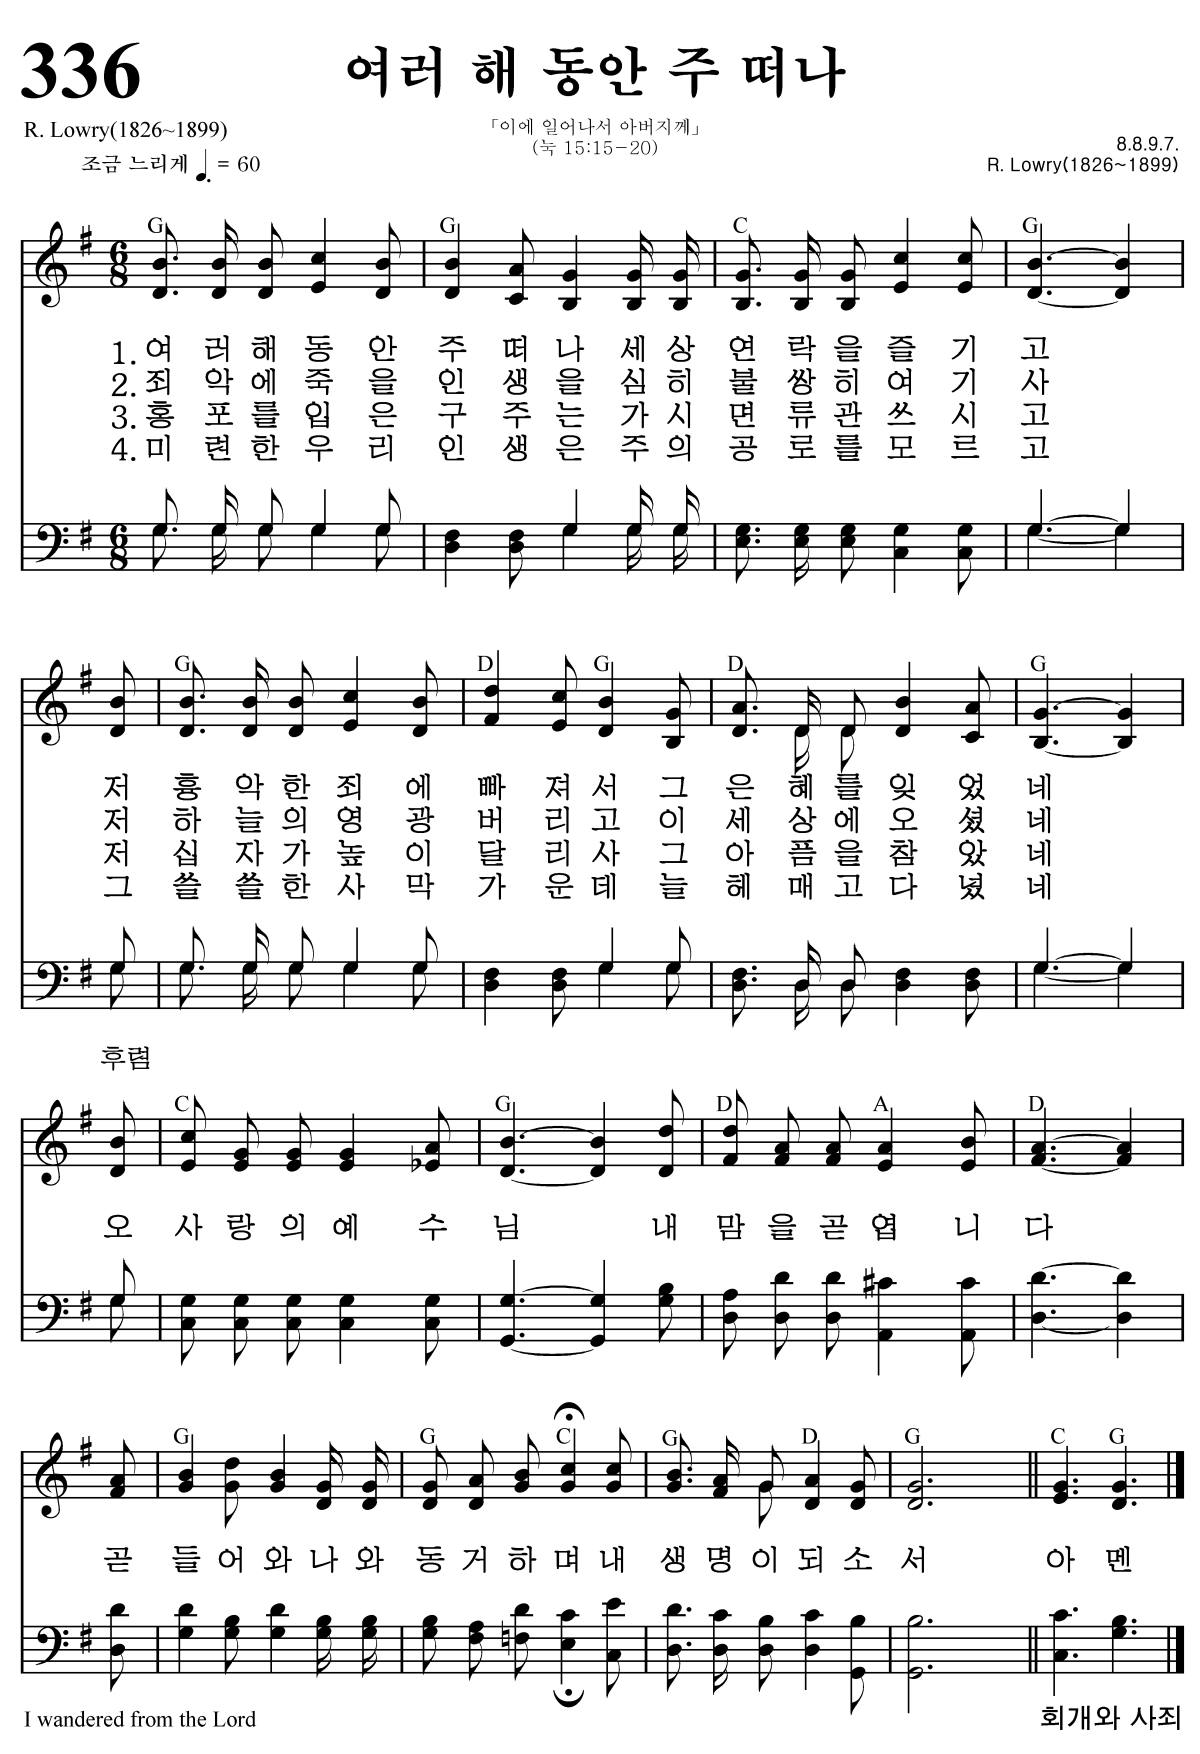 336
여러 해 동안 주 떠나
R. Lowry(1826~1899)
「이에 일어나서 아버지께」
(눅 15:15-20)
8.8.9.7.
조금 느리게 ♩. = 60
R. Lowry(1826~1899)
G G C G
1. 여 러 해 동 안 주 떠 나 세 상 연 락 을 즐 기 고
2. 죄 악 에 죽 을 인 생 을 심 히 불 쌍 히 여 기 사
3. 홍 포 를 입 은 구 주 는 가 시 면 류 관 쓰 시 고
4. 미 련 한 우 리 인 생 은 주 의 공 로 를 모 르 고
G D G D G
저 흉 악 한 죄 에 빠 져 서 그 은 혜 를 잊 었 네
저 하 늘 의 영 광 버 리 고 이 세 상 에 오 셨 네
저 십 자 가 높 이 달 리 사 그 아 픔 을 참 았 네
그 쓸 쓸 한 사 막 가 운 데 늘 헤 매 고 다 녔 네
후렴
C G D A D
오 사 랑 의 예 수 님 내 맘 을 곧 엽 니 다
G G C G D G C G
곧 들 어 와 나 와 동 거 하 며 내 생 명 이 되 소 서 아 멘
I wandered from the Lord
회개와 사죄